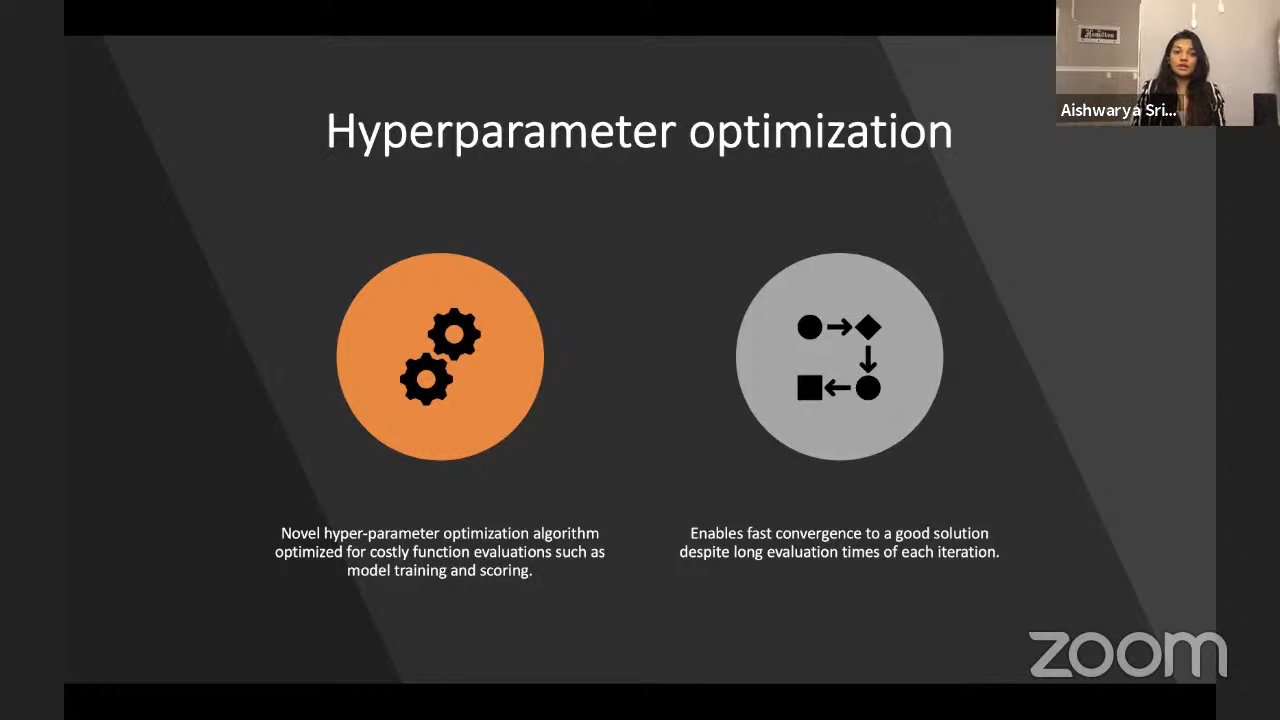 Hamilton
Aishwarya Sri...
Hyperparameter optimization
Novel hyper-parameter optimization algorithm
optimized for costly function evaluations such as
model training and scoring.
Enables fast convergence to a good solution
despite long evaluation times of each iteration.
zoom